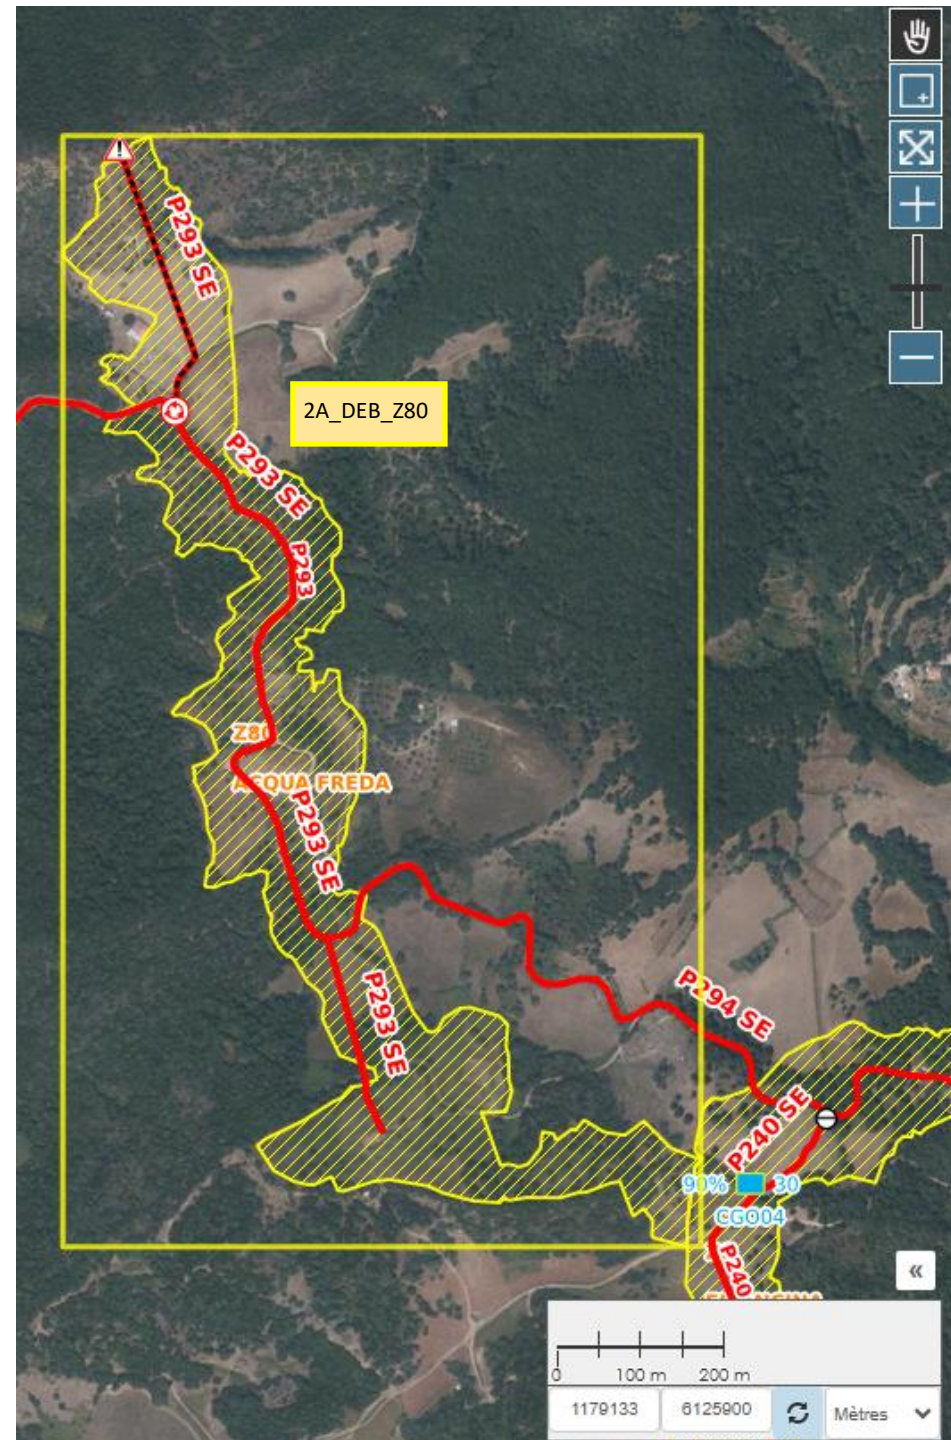 P293 SE
2A_DEB_Z80
P293 SE
P293
Z80
ACQUA FREDA
P293 SE
P294 SE
P293 SE
P240 SE
90% 30
CG004
P240
0 100 m 200 m
1179133 6125900 Mètres